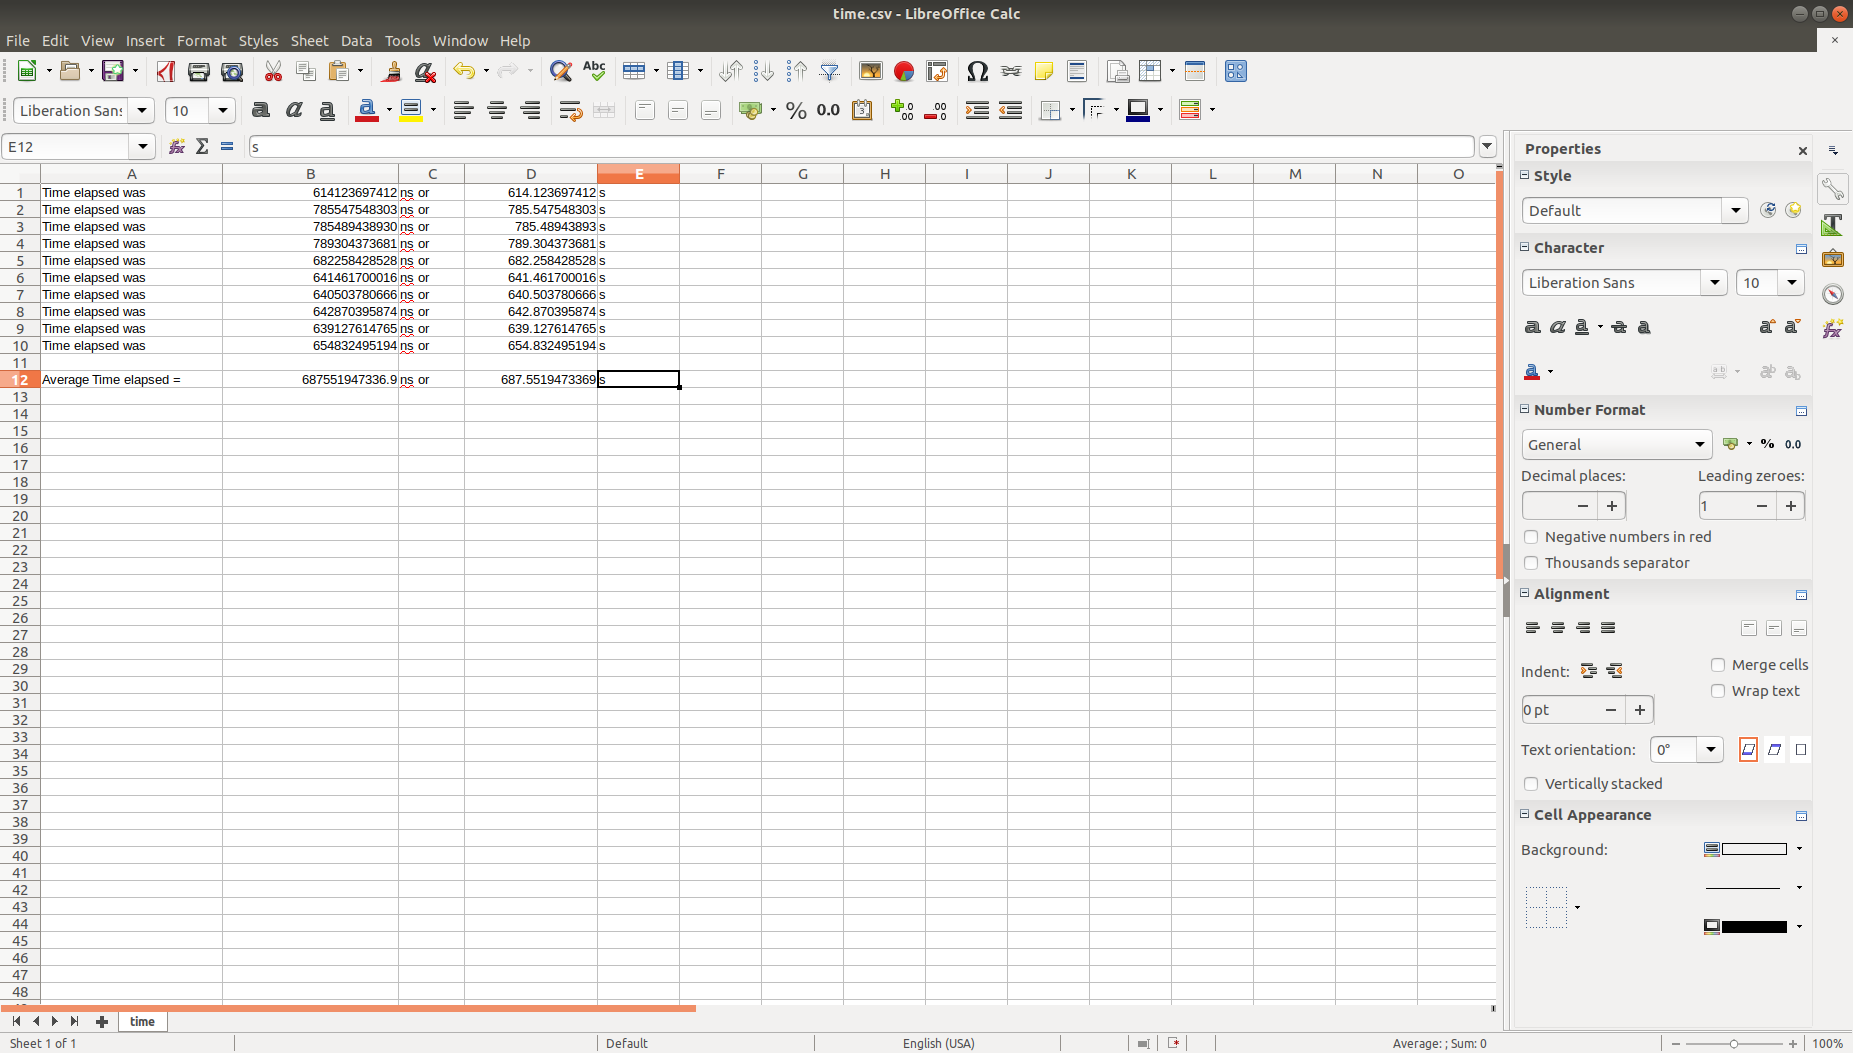 time.csv - LibreOffice Calc
File Edit View Insert Format Styles Sheet Data Tools Window Help
Liberation Sans 10
E12 s
A B C D E F G H I J K L M N O
1 Time elapsed was 614123697412 ns or 614.123697412 s
2 Time elapsed was 785547548303 ns or 785.547548303 s
3 Time elapsed was 785489438930 ns or 785.48943893 s
4 Time elapsed was 789304373681 ns or 789.304373681 s
5 Time elapsed was 682258428528 ns or 682.258428528 s
6 Time elapsed was 641461700016 ns or 641.461700016 s
7 Time elapsed was 640503780666 ns or 640.503780666 s
8 Time elapsed was 642870395874 ns or 642.870395874 s
9 Time elapsed was 639127614765 ns or 639.127614765 s
10 Time elapsed was 654832495194 ns or 654.832495194 s
11
12 Average Time elapsed = 687551947336.9 ns or 687.5519473369 s
13
14
15
16
17
18
19
20
21
22
23
24
25
26
27
28
29
30
31
32
33
34
35
36
37
38
39
40
41
42
43
44
45
46
47
48
Properties
Style
Default
Character
Liberation Sans 10
Number Format
General % 0.0
Decimal places: Leading zeroes:
1
Negative numbers in red
Thousands separator
Alignment
Indent: Merge cells
Wrap text
0 pt
Text orientation: 0°
Vertically stacked
Cell Appearance
Background:
time
Sheet 1 of 1 Default English (USA) Average: ; Sum: 0 100%